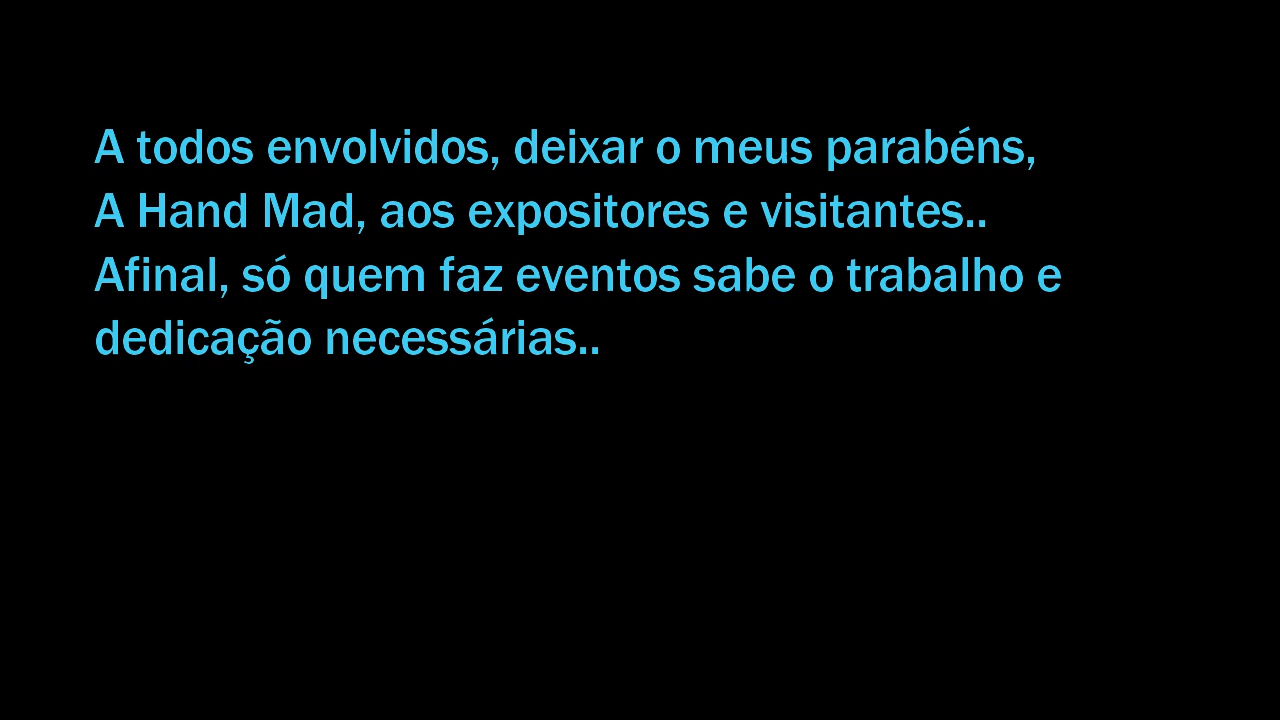 A todos envolvidos, deixar o meus parabéns,
A Hand Mad, aos expositores e visitantes..
Afinal, só quem faz eventos sabe o trabalho e
dedicação necessárias..